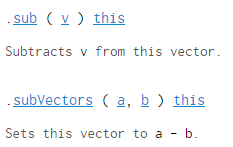 .sub ( v ) this
Subtracts v from this vector.
.subVectors ( a, b ) this
Sets this vector to a - b.